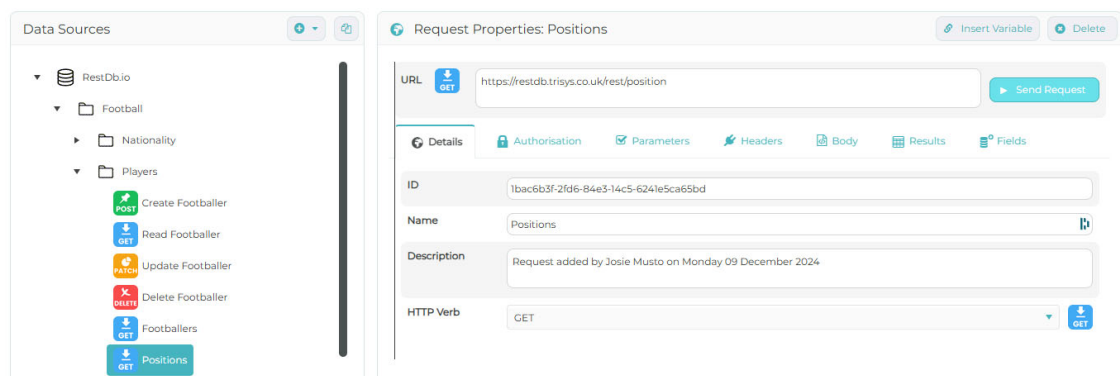 Data Sources
RestDb.io
Football
Nationality
Players
POST Create Footballer
GET Read Footballer
PATCH Update Footballer
DELETE Delete Footballer
GET Footballers
GET Positions
Request Properties: Positions
Insert Variable
Delete
URL GET https://restdb.trisys.co.uk/rest/position
Send Request
Details Authorisation Parameters Headers Body Results Fields
ID 1bac6b3f-2fd6-84e3-14c5-6241e5ca65bd
Name Positions
Description Request added by Josie Musto on Monday 09 December 2024
HTTP Verb GET GET